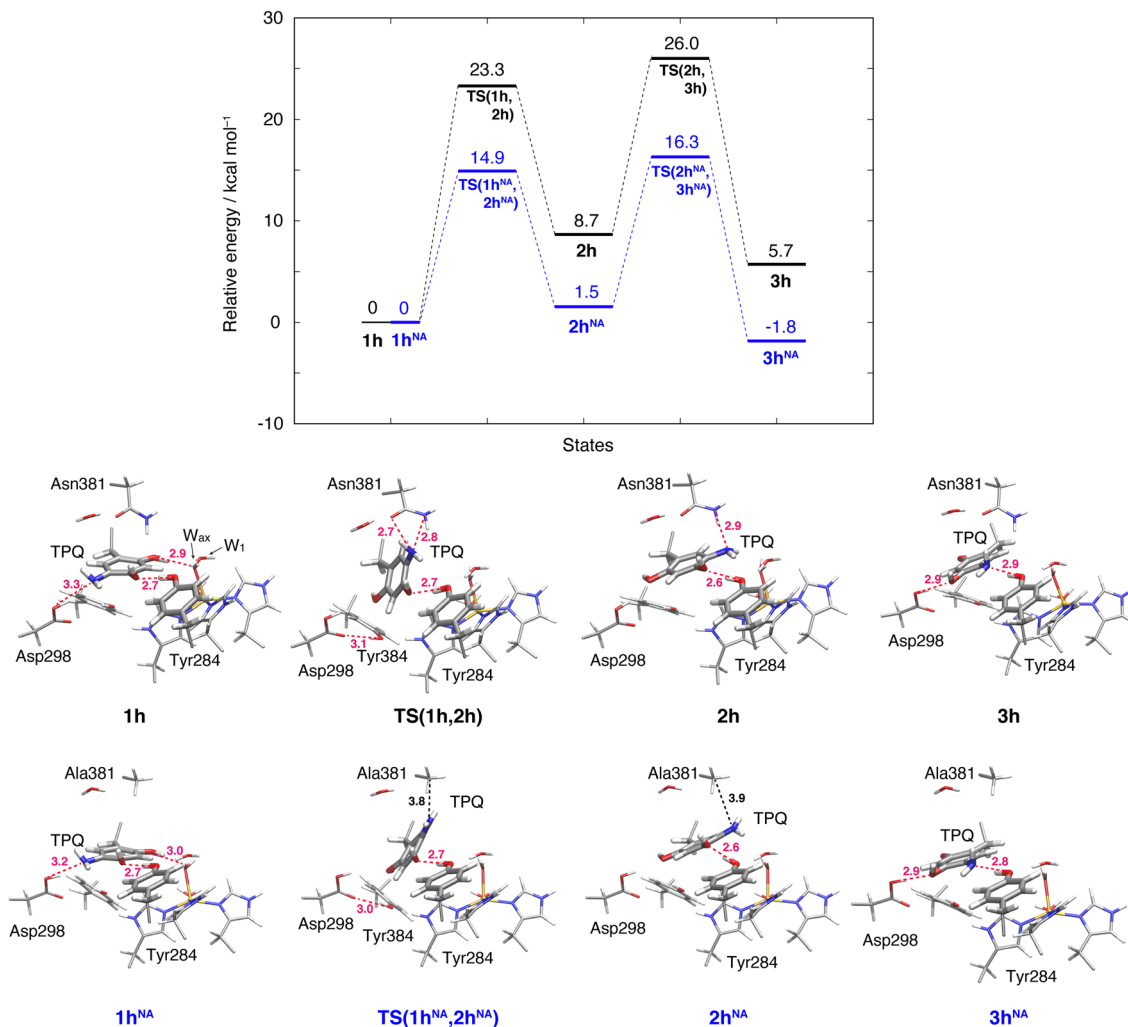 30
20
10
0
-10
Relative energy / kcal mol⁻¹
States
0
1h
0
1hᴺᴬ
23.3
TS(1h,
2h)
14.9
TS(1hᴺᴬ,
2hᴺᴬ)
8.7
2h
1.5
2hᴺᴬ
26.0
TS(2h,
3h)
16.3
TS(2hᴺᴬ,
3hᴺᴬ)
5.7
3h
-1.8
3hᴺᴬ
Asn381
TPQ
Wax
W1
2.9
3.3
2.7
Asp298
Tyr284
1h
Asn381
2.7
2.8
TPQ
2.7
3.1
Tyr384
Asp298
Tyr284
TS(1h,2h)
Asn381
2.9
TPQ
2.6
Asp298
Tyr284
2h
Asn381
TPQ
2.9
2.9
Asp298
Tyr284
3h
Ala381
TPQ
3.0
3.2
2.7
Asp298
Tyr284
1hᴺᴬ
Ala381
3.8
TPQ
2.7
3.0
Asp298
Tyr384
Tyr284
TS(1hᴺᴬ,2hᴺᴬ)
Ala381
3.9
TPQ
2.6
Asp298
Tyr284
2hᴺᴬ
Ala381
TPQ
2.8
2.9
Asp298
Tyr284
3hᴺᴬ